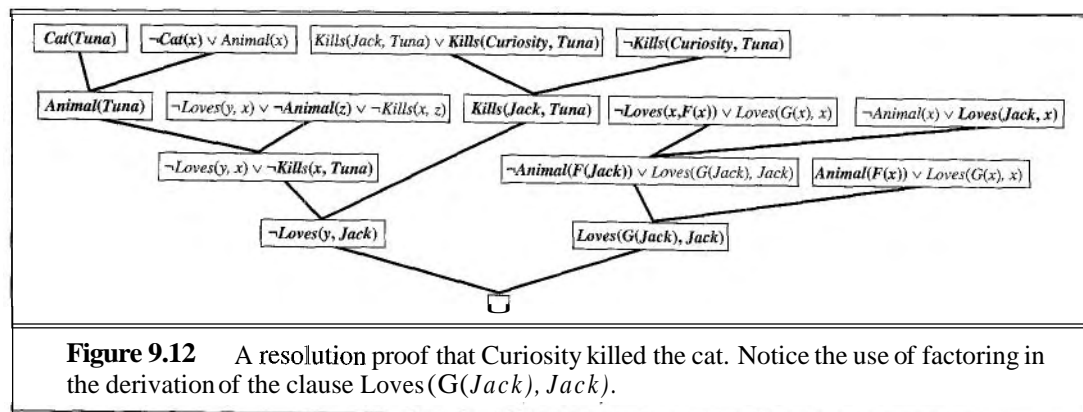 Cat(Tuna) ¬Cat(x) ∨ Animal(x) Kills(Jack, Tuna) ∨ Kills(Curiosity, Tuna) ¬Kills(Curiosity, Tuna)
Animal(Tuna) ¬Loves(y, x) ∨ ¬Animal(z) ∨ ¬Kills(x, z) Kills(Jack, Tuna) ¬Loves(x,F(x)) ∨ Loves(G(x), x) ¬Animal(x) ∨ Loves(Jack, x)
¬Loves(y, x) ∨ ¬Kills(x, Tuna) ¬Animal(F(Jack)) ∨ Loves(G(Jack), Jack) Animal(F(x)) ∨ Loves(G(x), x)
¬Loves(y, Jack) Loves(G(Jack), Jack)
Figure 9.12 A resolution proof that Curiosity killed the cat. Notice the use of factoring in
the derivation of the clause Loves (G(Jack), Jack).